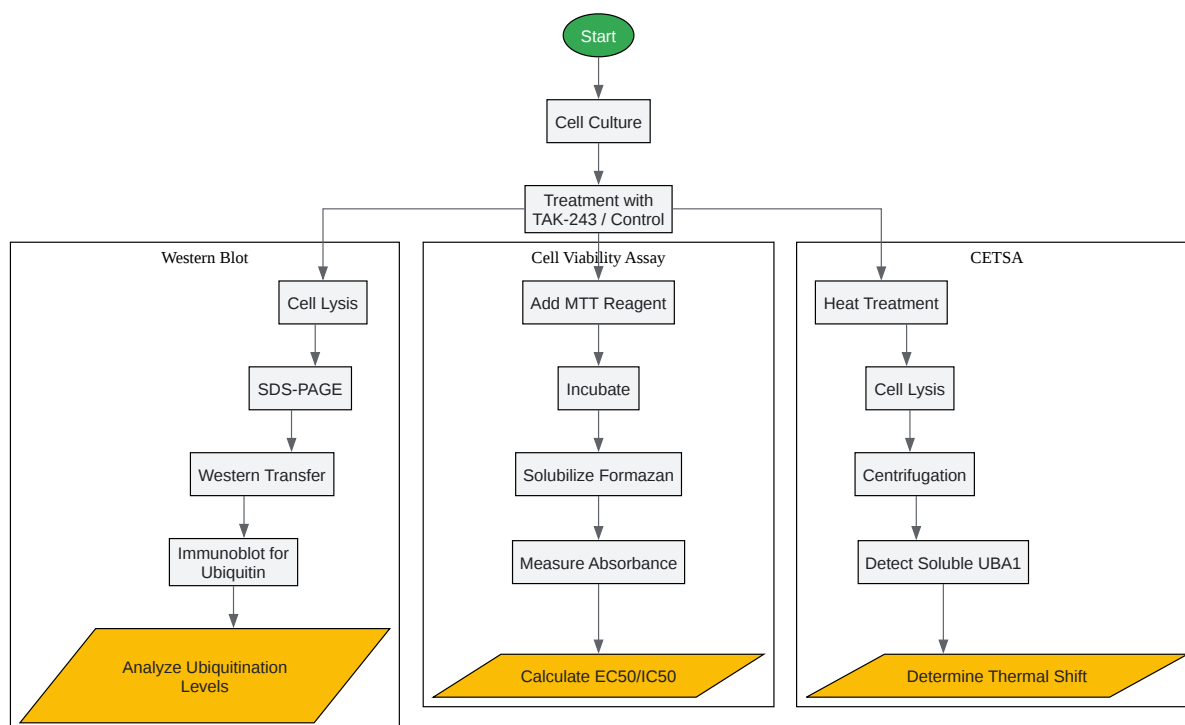 Start
Cell Culture
Treatment with
TAK-243 / Control
Western Blot
Cell Lysis
SDS-PAGE
Western Transfer
Immunoblot for
Ubiquitin
Analyze Ubiquitination
Levels
Cell Viability Assay
Add MTT Reagent
Incubate
Solubilize Formazan
Measure Absorbance
Calculate EC50/IC50
CETSA
Heat Treatment
Cell Lysis
Centrifugation
Detect Soluble UBA1
Determine Thermal Shift